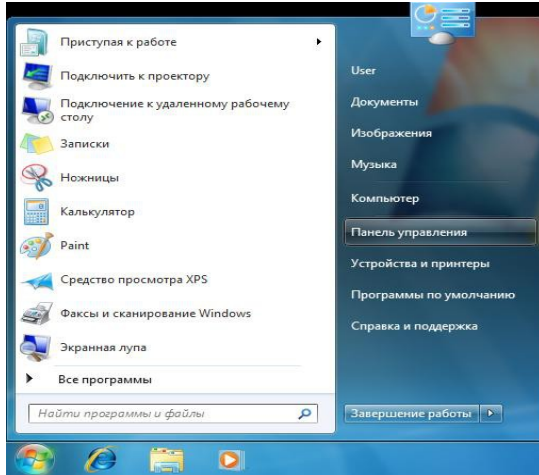 Приступая к работе
Подключить к проектору
Подключение к удаленному рабочему
столу
Записки
Ножницы
Калькулятор
Paint
Средство просмотра XPS
Факсы и сканирование Windows
Экранная лупа
Все программы
Найти программы и файлы
User
Документы
Изображения
Музыка
Компьютер
Панель управления
Устройства и принтеры
Программы по умолчанию
Справка и поддержка
Завершение работы